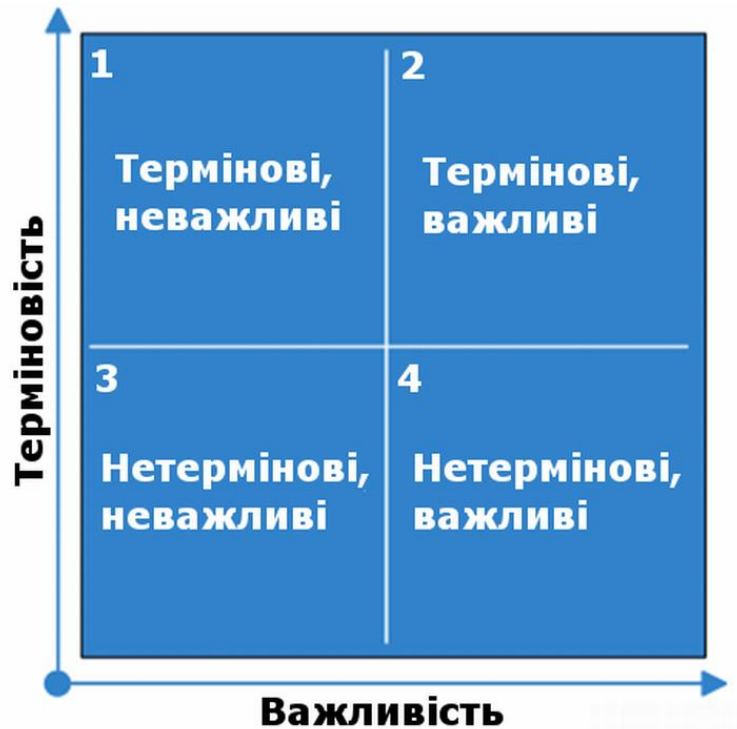 1
Термінові,
неважливі
2
Термінові,
важливі
3
Нетермінові,
неважливі
4
Нетермінові,
важливі
Терміновість
Важливість